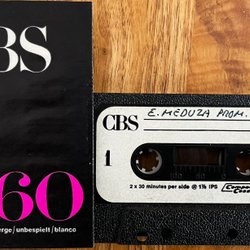 BS
60
erge/unbespielt/blanco
CBS
E. MEDUZA PROM.
1
2 x 30 minutes per side @ 1⅞ IPS